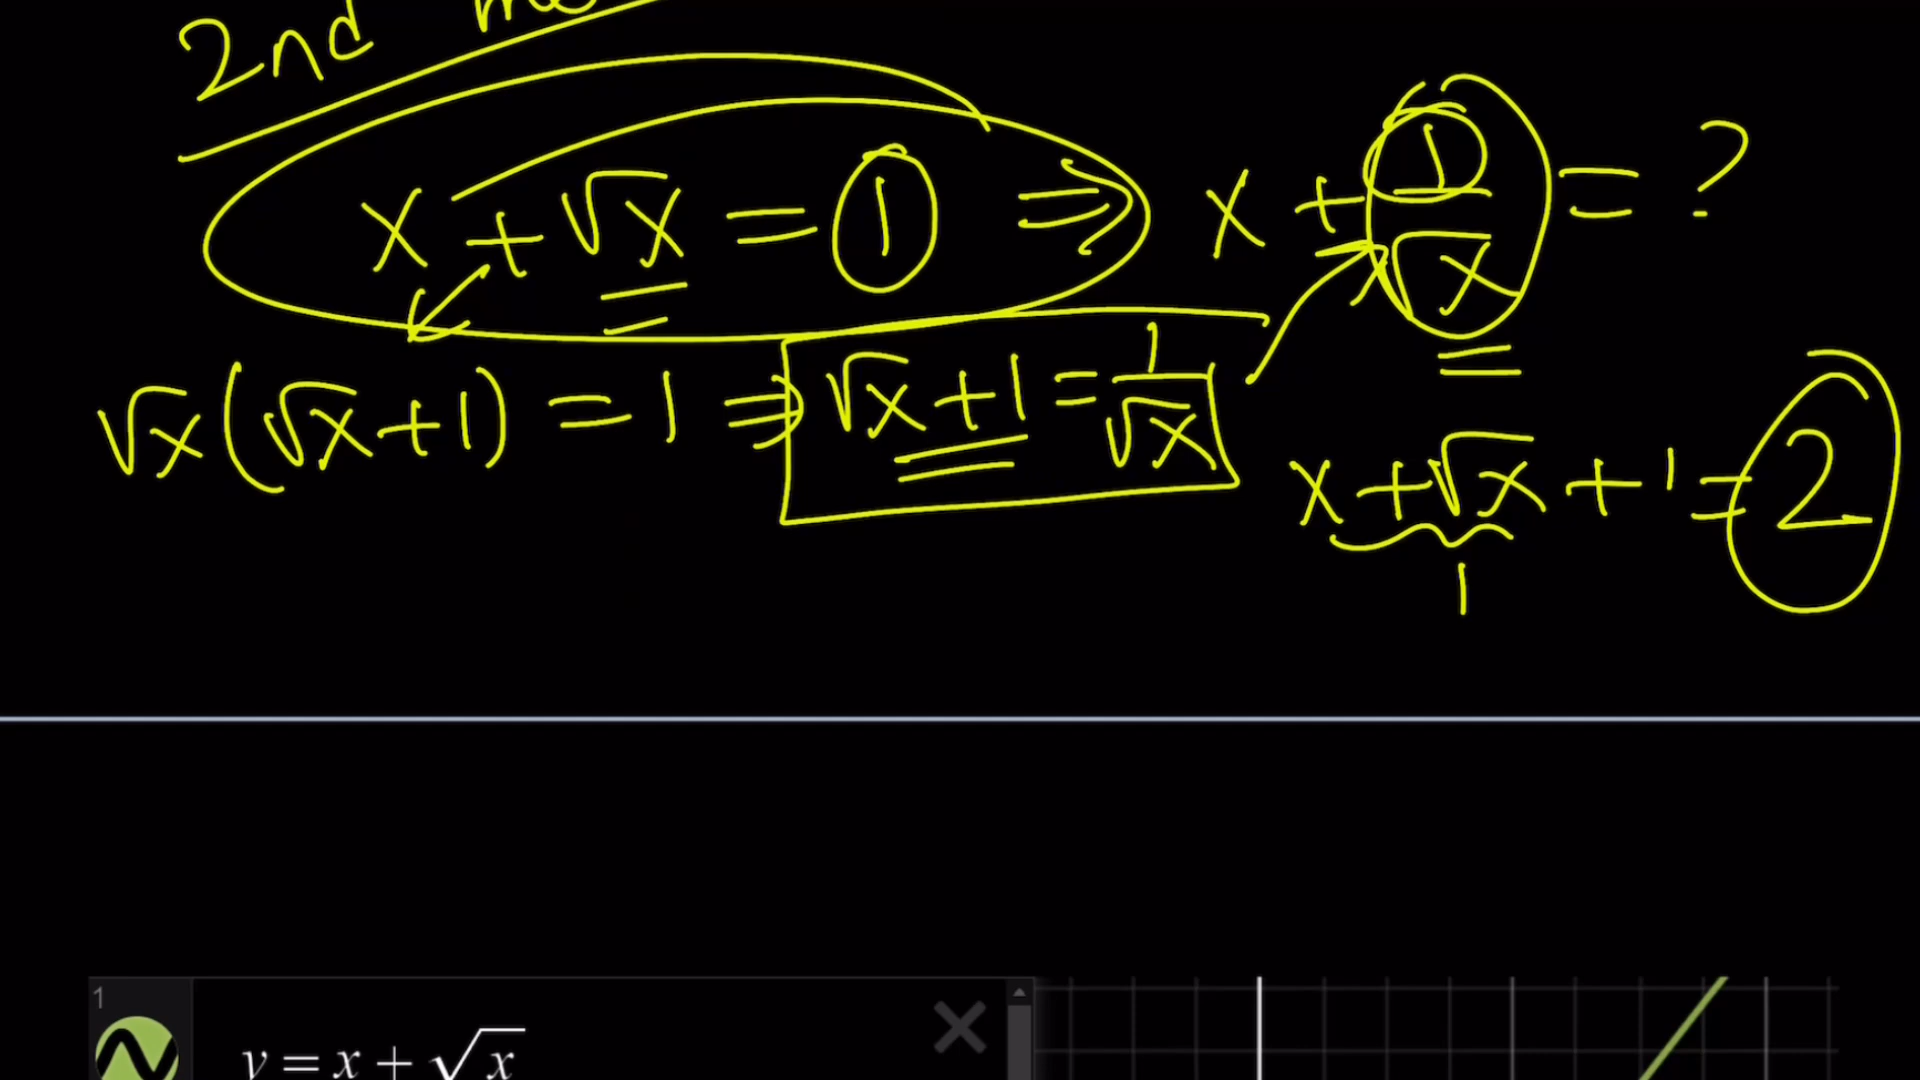 2nd
x + √x = 1 ⇒ x + 1/√x = ?
√x(√x+1) = 1 ⇒ √x+1 = 1/√x
x+√x+1=2
1
1
y = x + √x